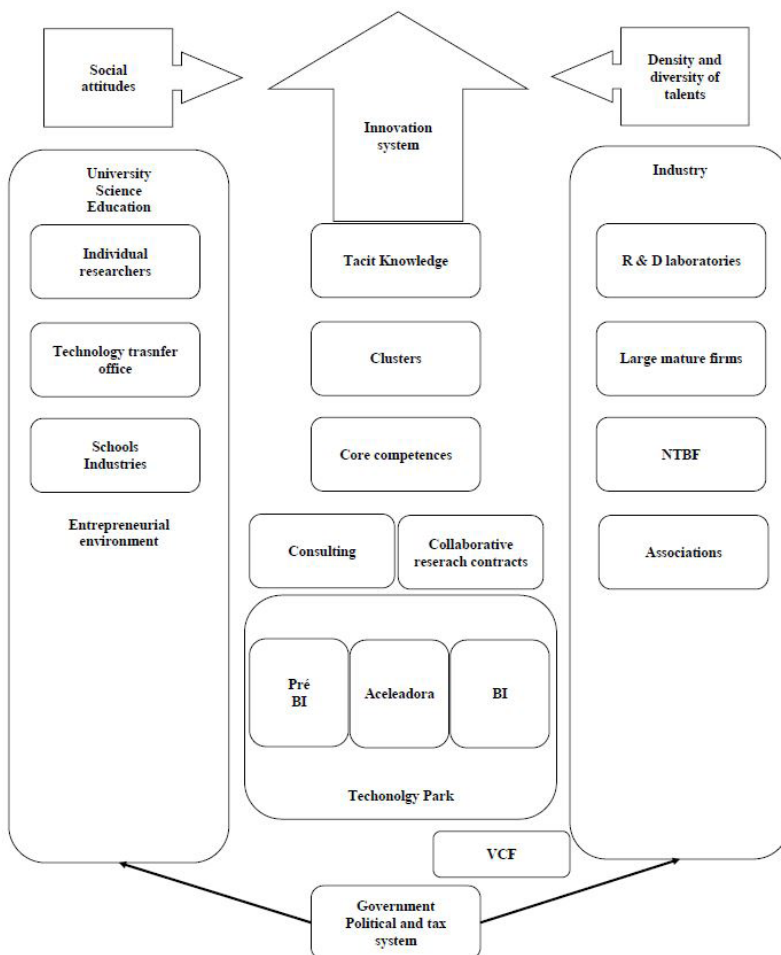 Social
attitudes
Innovation
system
Density and
diversity of
talents
University
Science
Education
Individual
researchers
Technology trasnfer
office
Schools
Industries
Entrepreneurial
environment
Tacit Knowledge
Clusters
Core competences
Consulting
Collaborative
reserach contracts
Pré
BI
Aceleadora
BI
Techonolgy Park
VCF
Industry
R & D laboratories
Large mature firms
NTBF
Associations
Government
Political and tax
system